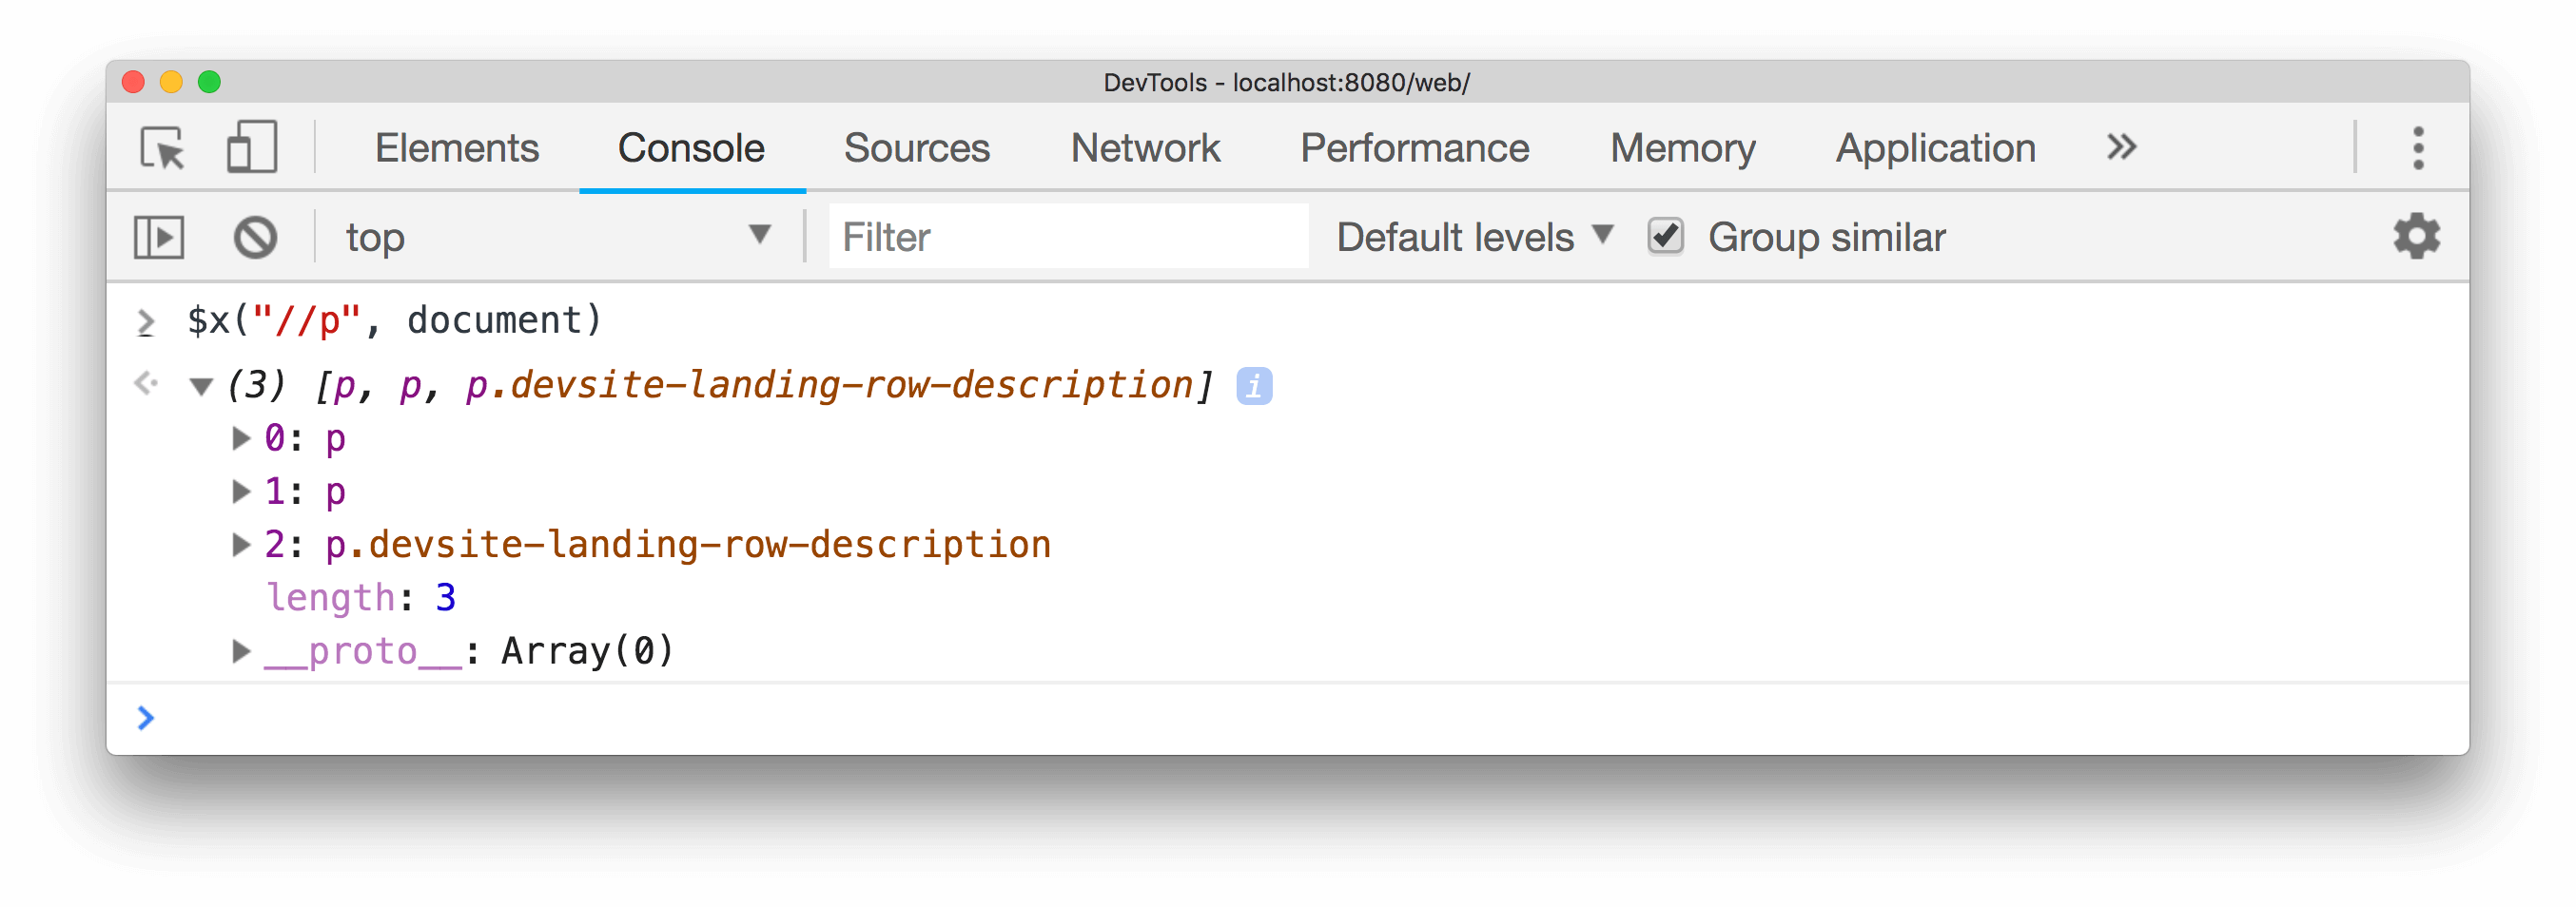 DevTools - localhost:8080/web/
Elements Console Sources Network Performance Memory Application »
top ▼ Filter Default levels ▼ Group similar
> $x("//p", document)
(3) [p, p, p.devsite-landing-row-description] i
0: p
1: p
2: p.devsite-landing-row-description
length: 3
__proto__: Array(0)
>